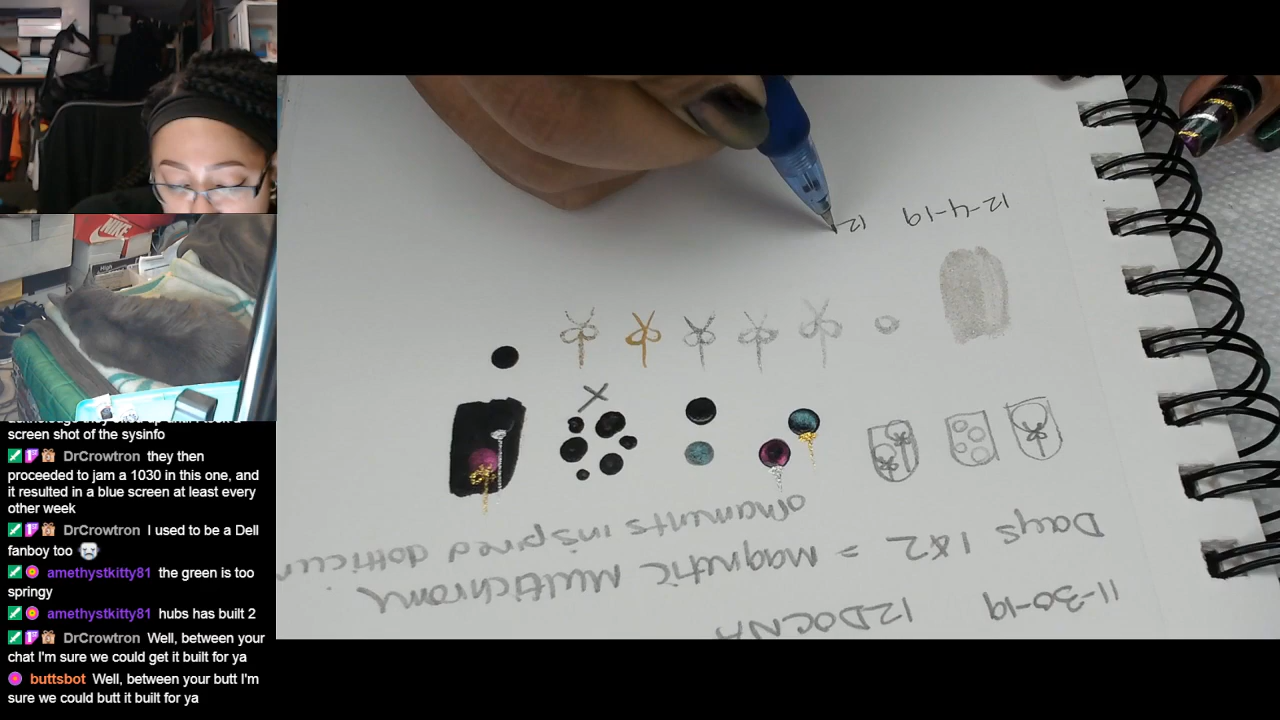 NIKE
screen shot of the sysinfo
DrCrowtron they then
proceeded to jam a 1030 in this one, and
it resulted in a blue screen at least every
other week
DrCrowtron I used to be a Dell
fanboy too
amethystkitty81 the green is too
springy
amethystkitty81 hubs has built 2
DrCrowtron Well, between your
chat I'm sure we could get it built for ya
buttsbot Well, between your butt I'm
sure we could butt it built for ya
11-30-19 12DOCNA
Days 1&2 = Magnetic Multichrome
ornaments inspired dotticure
12-4-19 12-